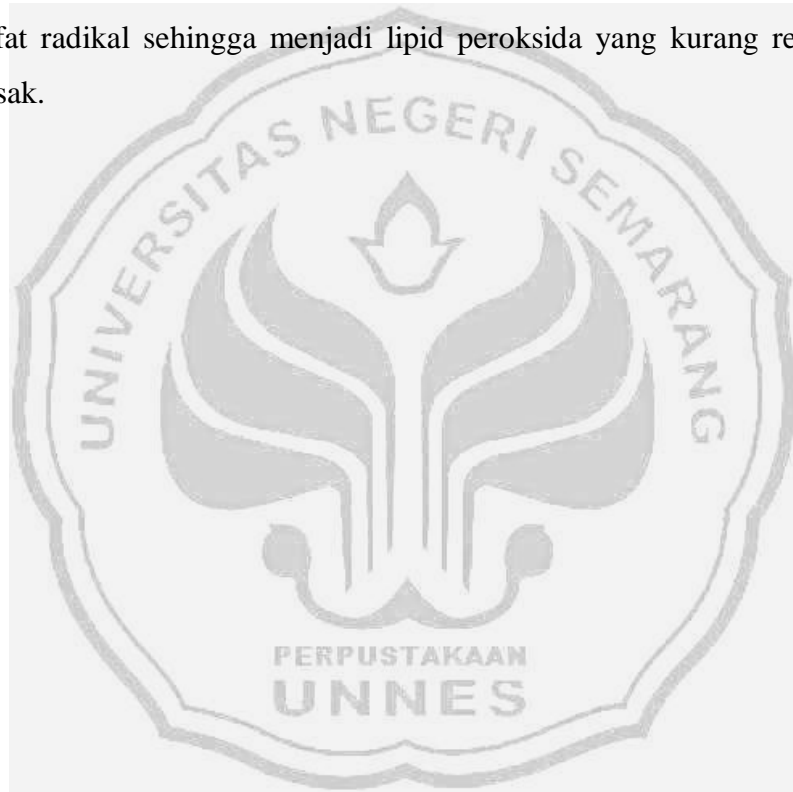 fat radikal sehingga menjadi lipid peroksida yang kurang re
sak.
UNIVERSITAS NEGERI SEMARANG
PERPUSTAKAAN
UNNES